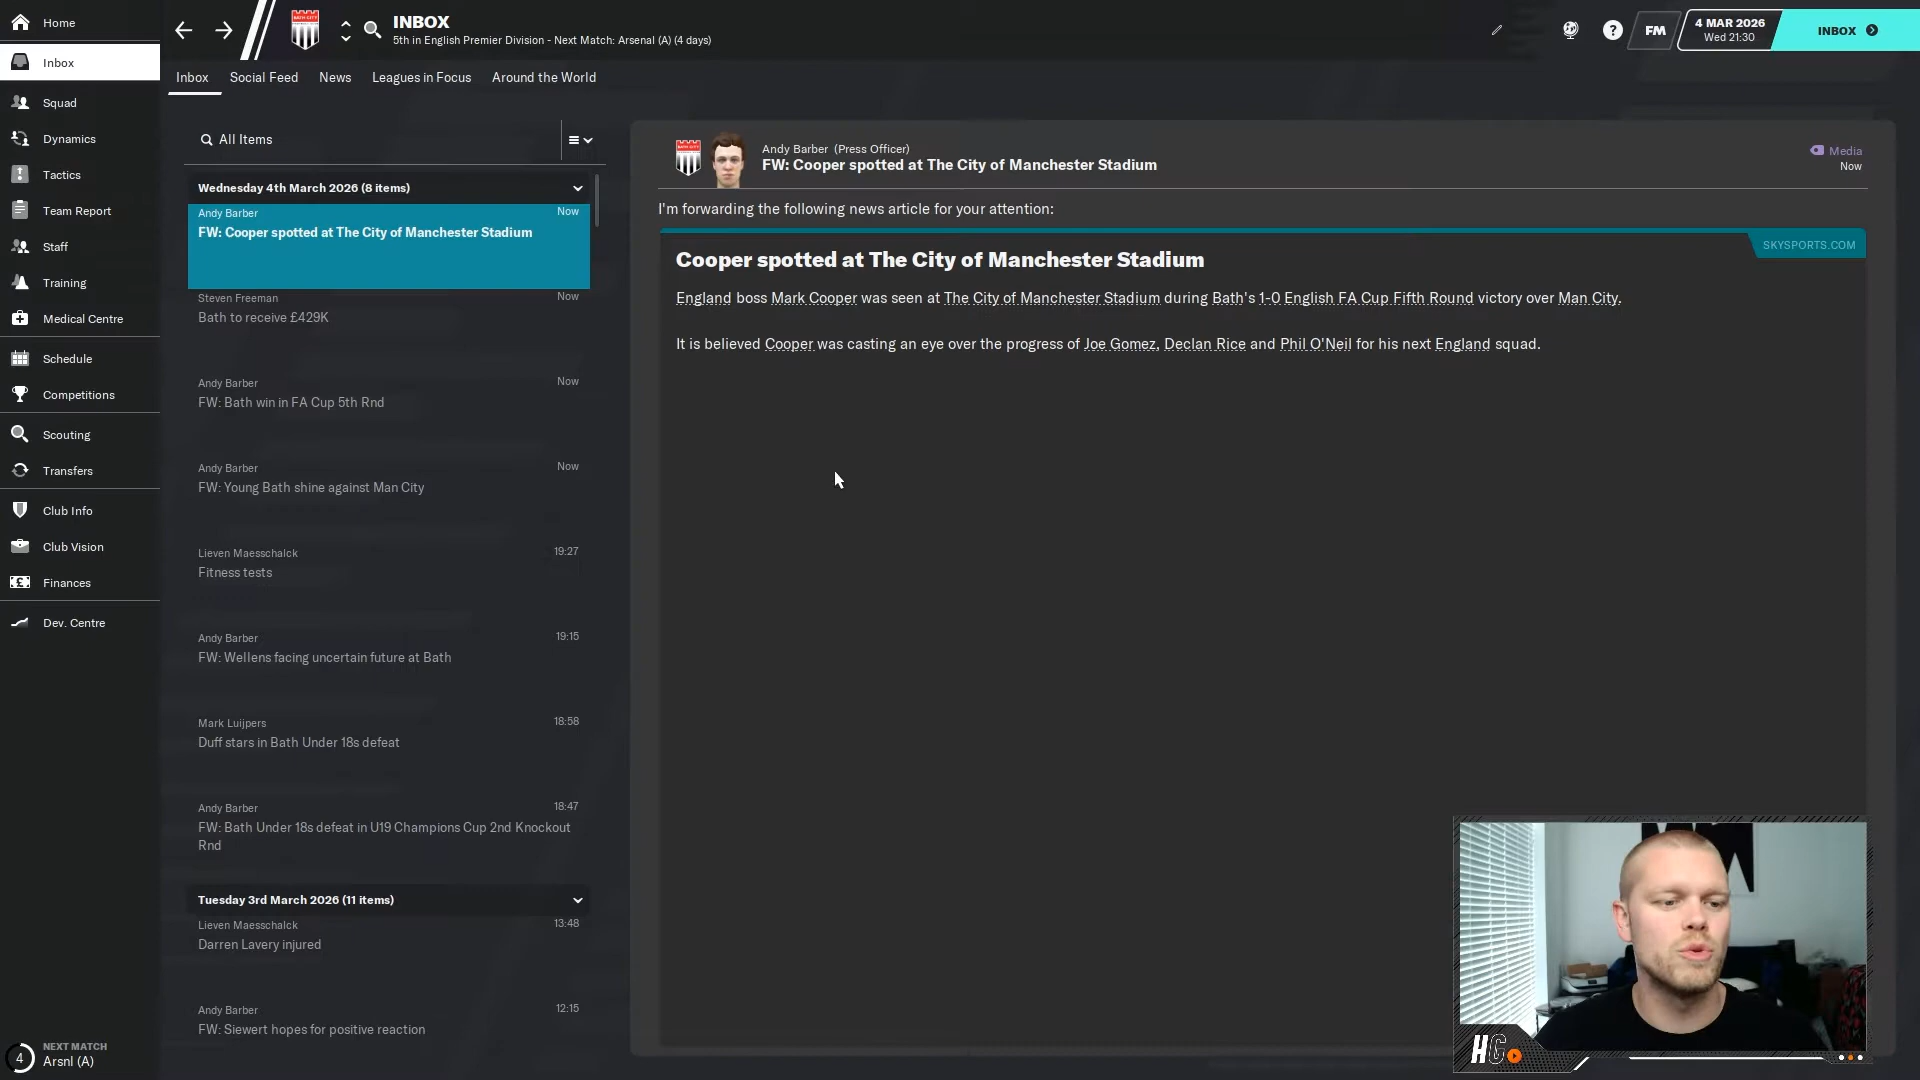 Home
Inbox
Squad
Dynamics
Tactics
Team Report
Staff
Training
Medical Centre
Schedule
Competitions
Scouting
Transfers
Club Info
Club Vision
Finances
Dev. Centre
4
NEXT MATCH
Arsnl (A)
BATH CITY
INBOX
5th in English Premier Division - Next Match: Arsenal (A) (4 days)
?
FM
4 MAR 2026
Wed 21:30
INBOX
Inbox
Social Feed
News
Leagues in Focus
Around the World
All Items
Wednesday 4th March 2026 (8 items)
Andy Barber
Now
FW: Cooper spotted at The City of Manchester Stadium
Steven Freeman
Now
Bath to receive £429K
Andy Barber
Now
FW: Bath win in FA Cup 5th Rnd
Andy Barber
Now
FW: Young Bath shine against Man City
Lieven Maesschalck
19:27
Fitness tests
Andy Barber
19:15
FW: Wellens facing uncertain future at Bath
Mark Luijpers
18:58
Duff stars in Bath Under 18s defeat
Andy Barber
18:47
FW: Bath Under 18s defeat in U19 Champions Cup 2nd Knockout
Rnd
Tuesday 3rd March 2026 (11 items)
Lieven Maesschalck
13:48
Darren Lavery injured
Andy Barber
12:15
FW: Siewert hopes for positive reaction
BATH CITY
Andy Barber (Press Officer)
FW: Cooper spotted at The City of Manchester Stadium
Media
Now
I'm forwarding the following news article for your attention:
SKYSPORTS.COM
Cooper spotted at The City of Manchester Stadium
England boss Mark Cooper was seen at The City of Manchester Stadium during Bath's 1-0 English FA Cup Fifth Round victory over Man City.
It is believed Cooper was casting an eye over the progress of Joe Gomez, Declan Rice and Phil O'Neil for his next England squad.
HG